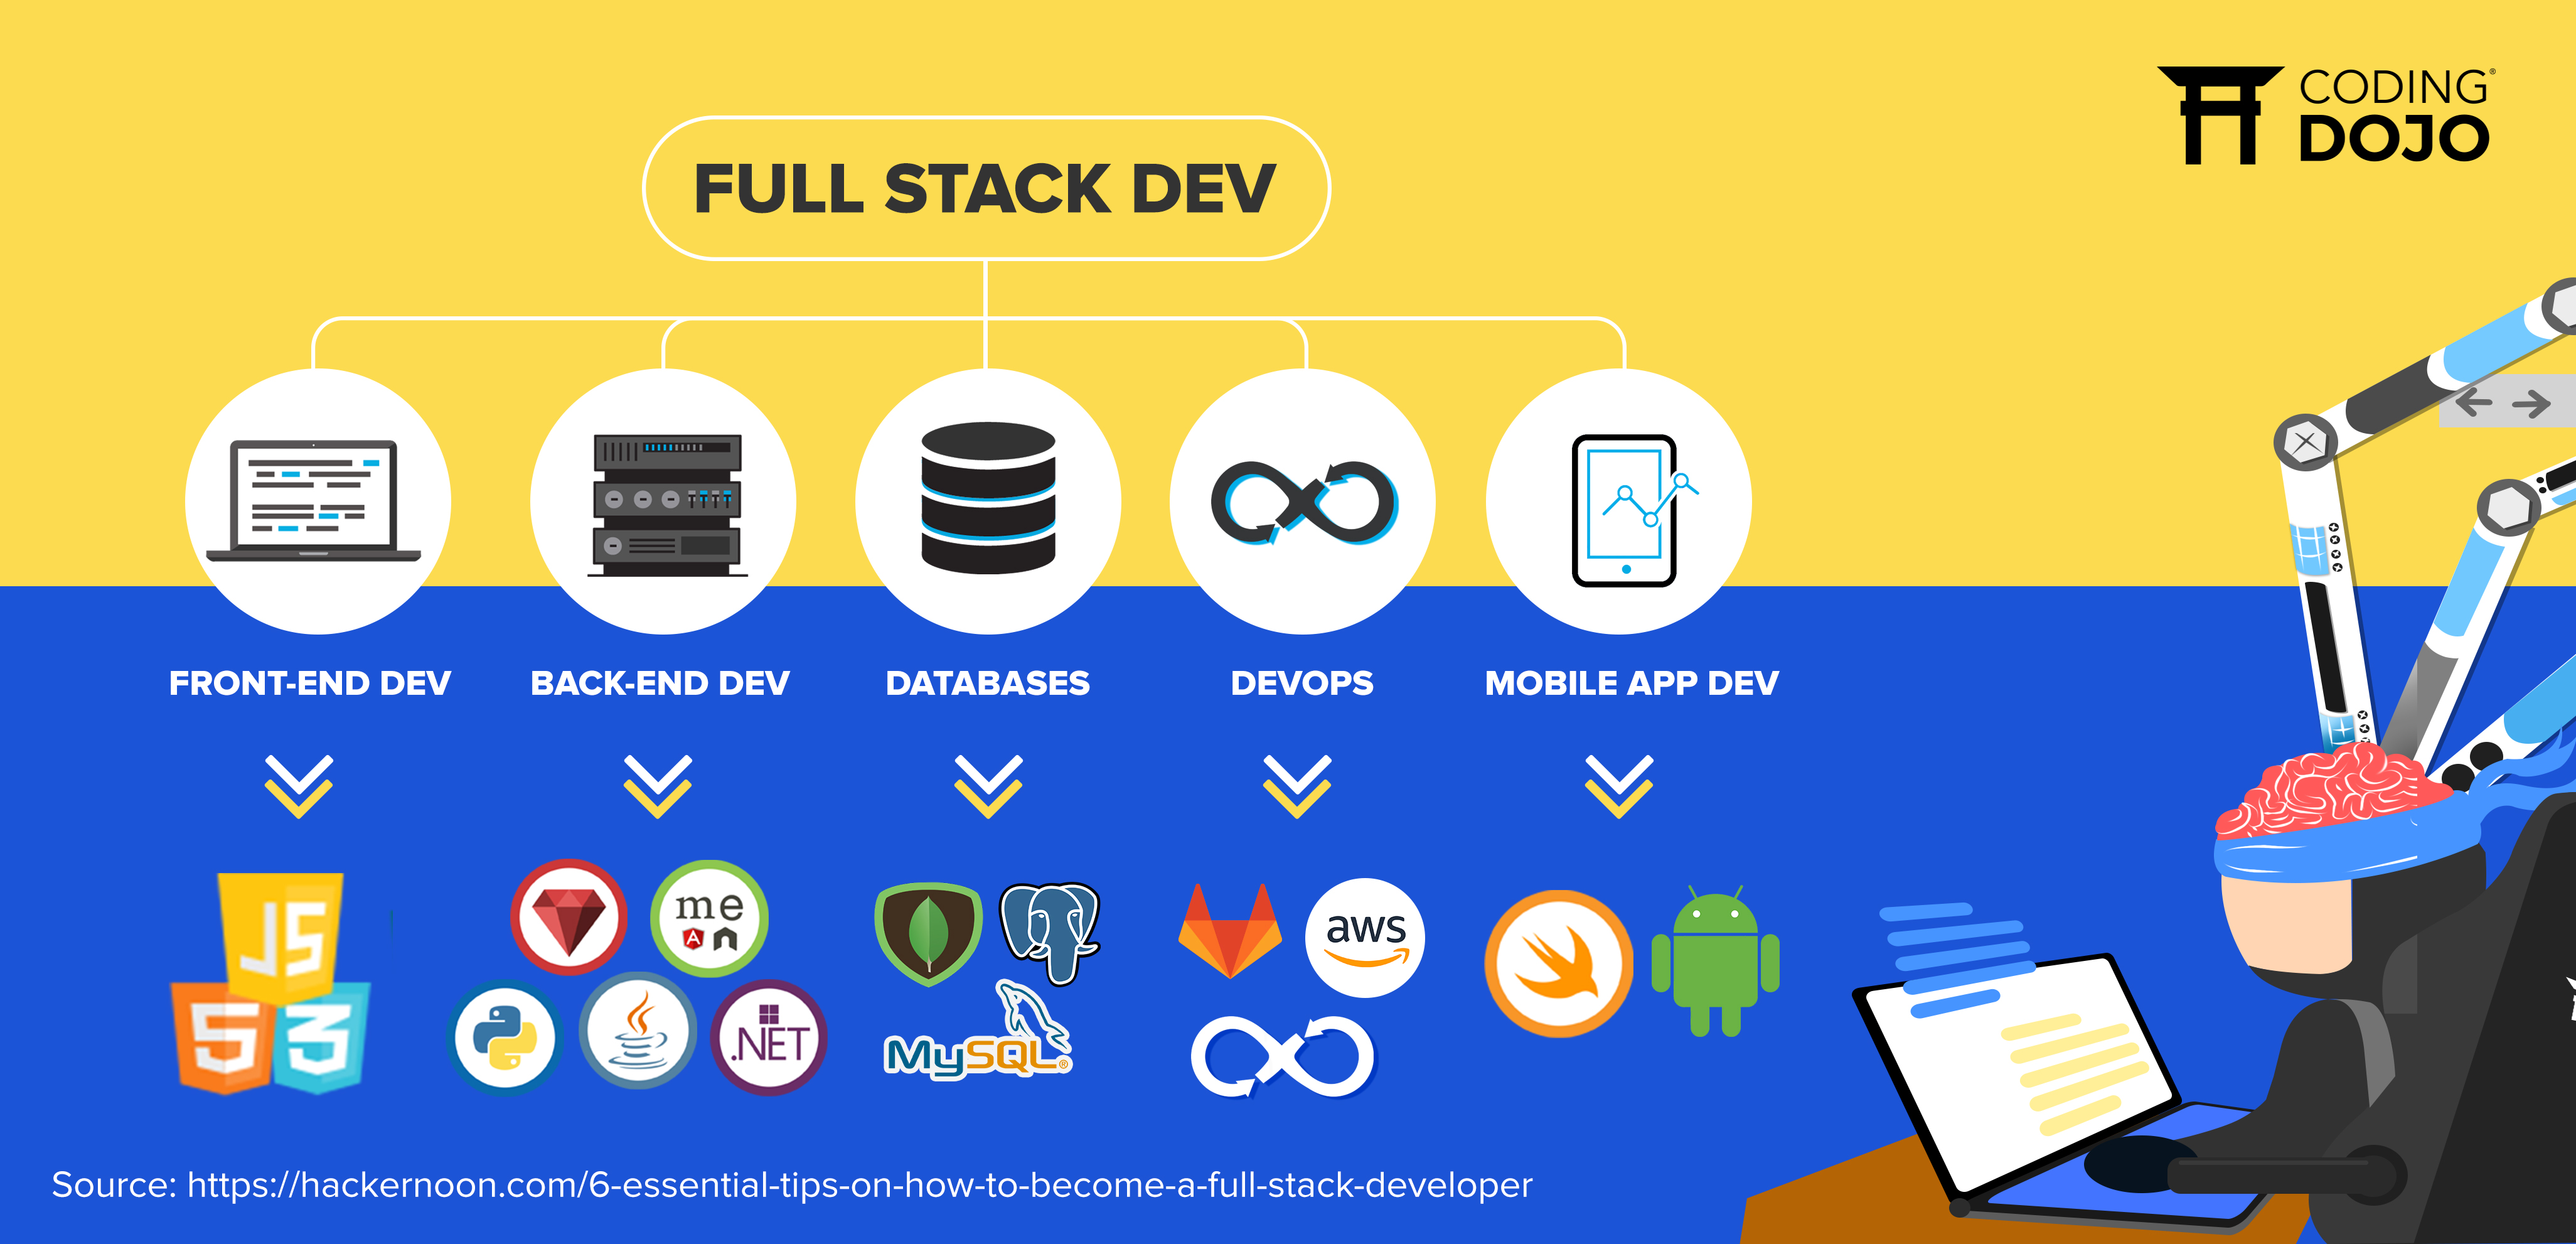 CODING®
DOJO
FULL STACK DEV
FRONT-END DEV
BACK-END DEV
DATABASES
DEVOPS
MOBILE APP DEV
JS
5
3
me
A
n
.NET
MySQL®
aws
Source: https://hackernoon.com/6-essential-tips-on-how-to-become-a-full-stack-developer